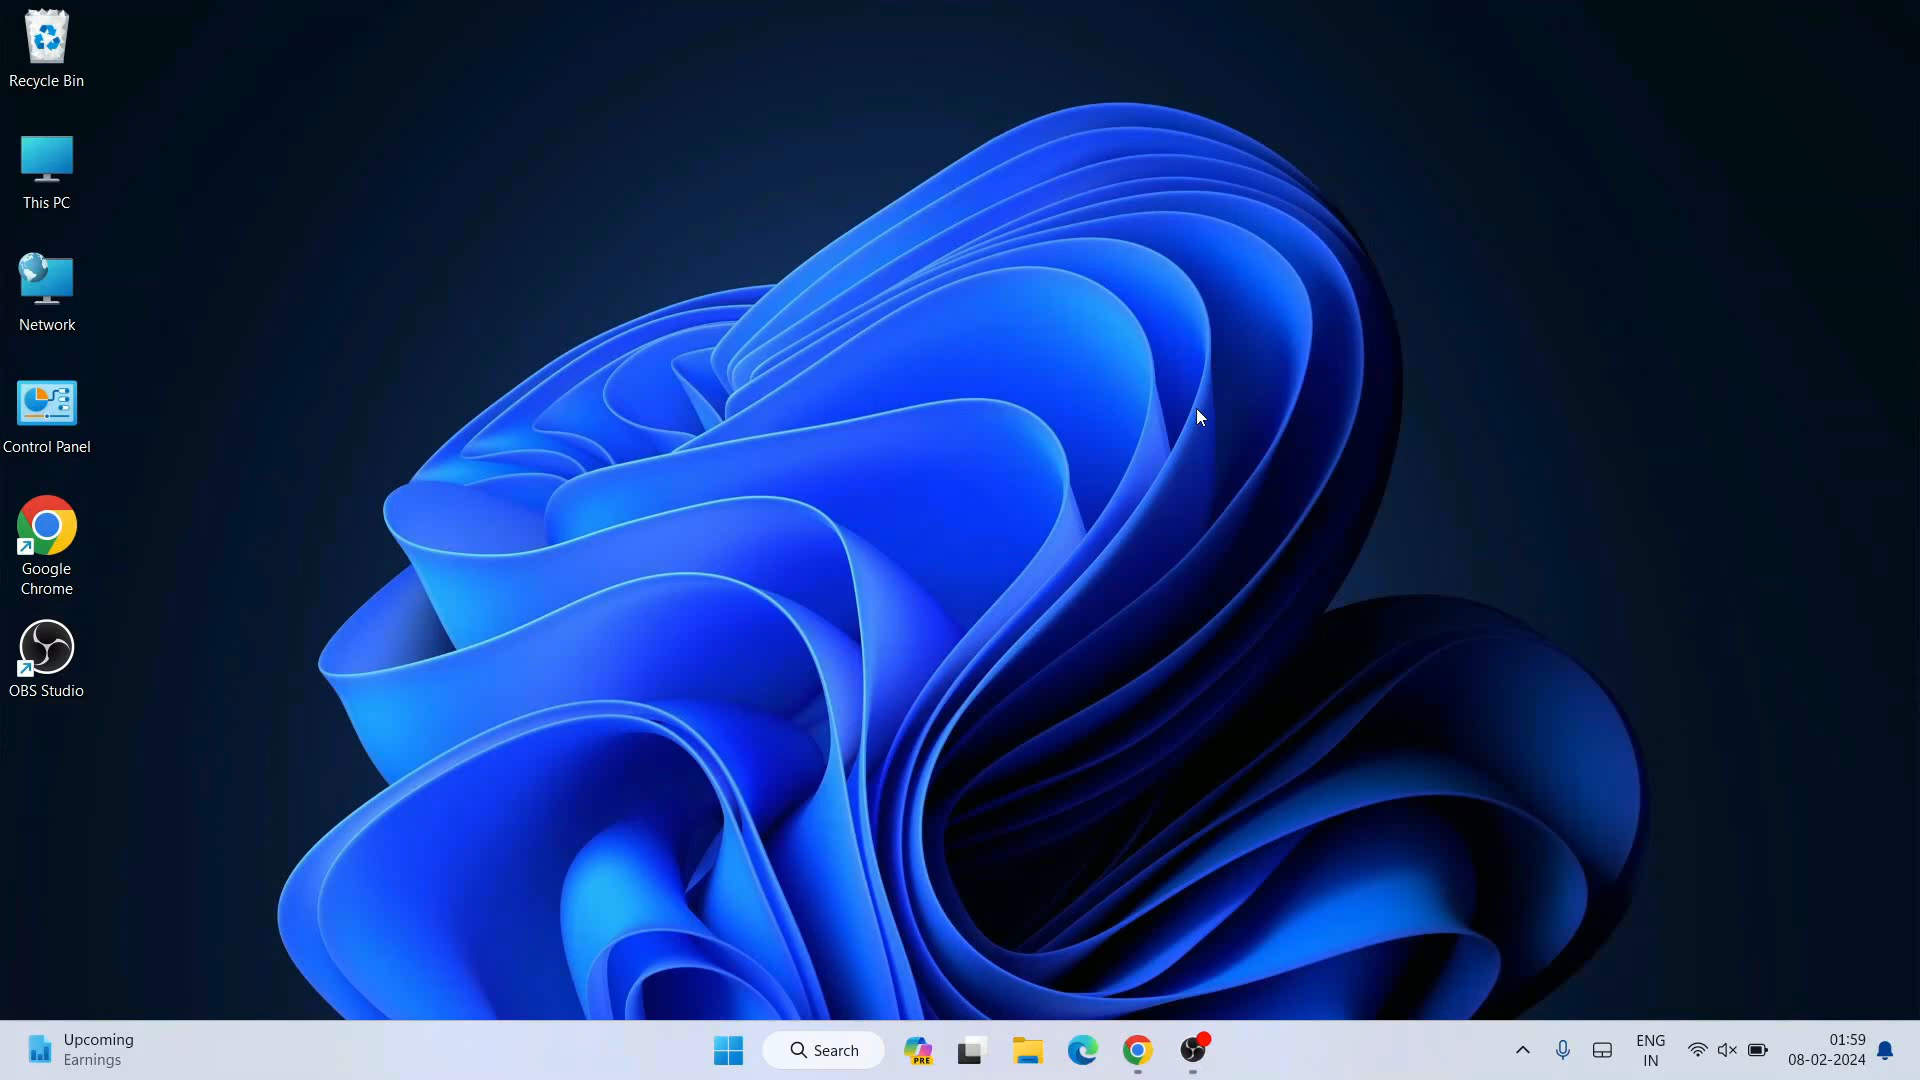 Recycle Bin
This PC
Network
Control Panel
Google
Chrome
OBS Studio
Upcoming
Earnings
Search
PRE
ENG
IN
01:59
08-02-2024